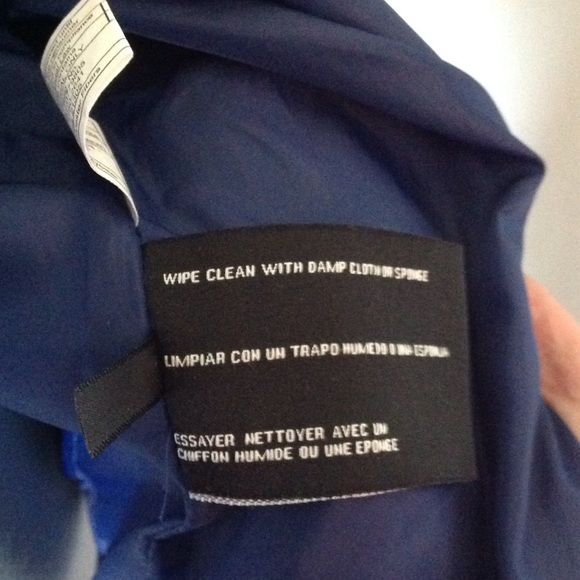 WIPE CLEAN WITH DAMP CLOTH OR SPONGE
LIMPIAR CON UN TRAPO HUMEDO O UNA ESPONJA
ESSAYER NETTOYER AVEC UN
CHIFFON HUMIDE OU UNE EPONGE